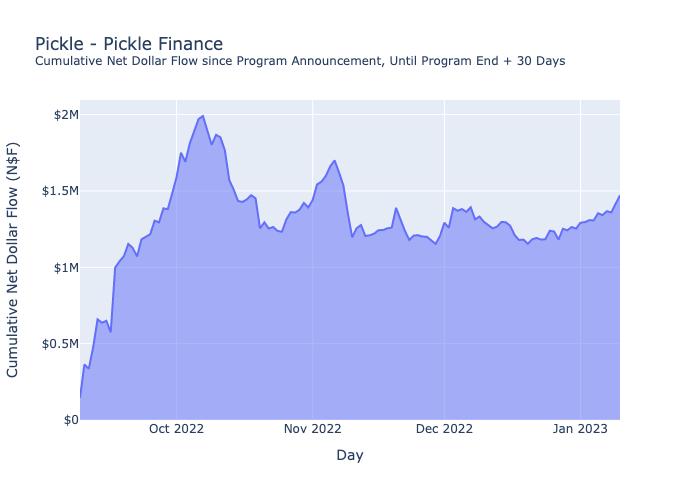 Pickle - Pickle Finance
Cumulative Net Dollar Flow since Program Announcement, Until Program End + 30 Days
Cumulative Net Dollar Flow (N$F)
$2M
$1.5M
$1M
$0.5M
$0
Oct 2022
Nov 2022
Dec 2022
Jan 2023
Day